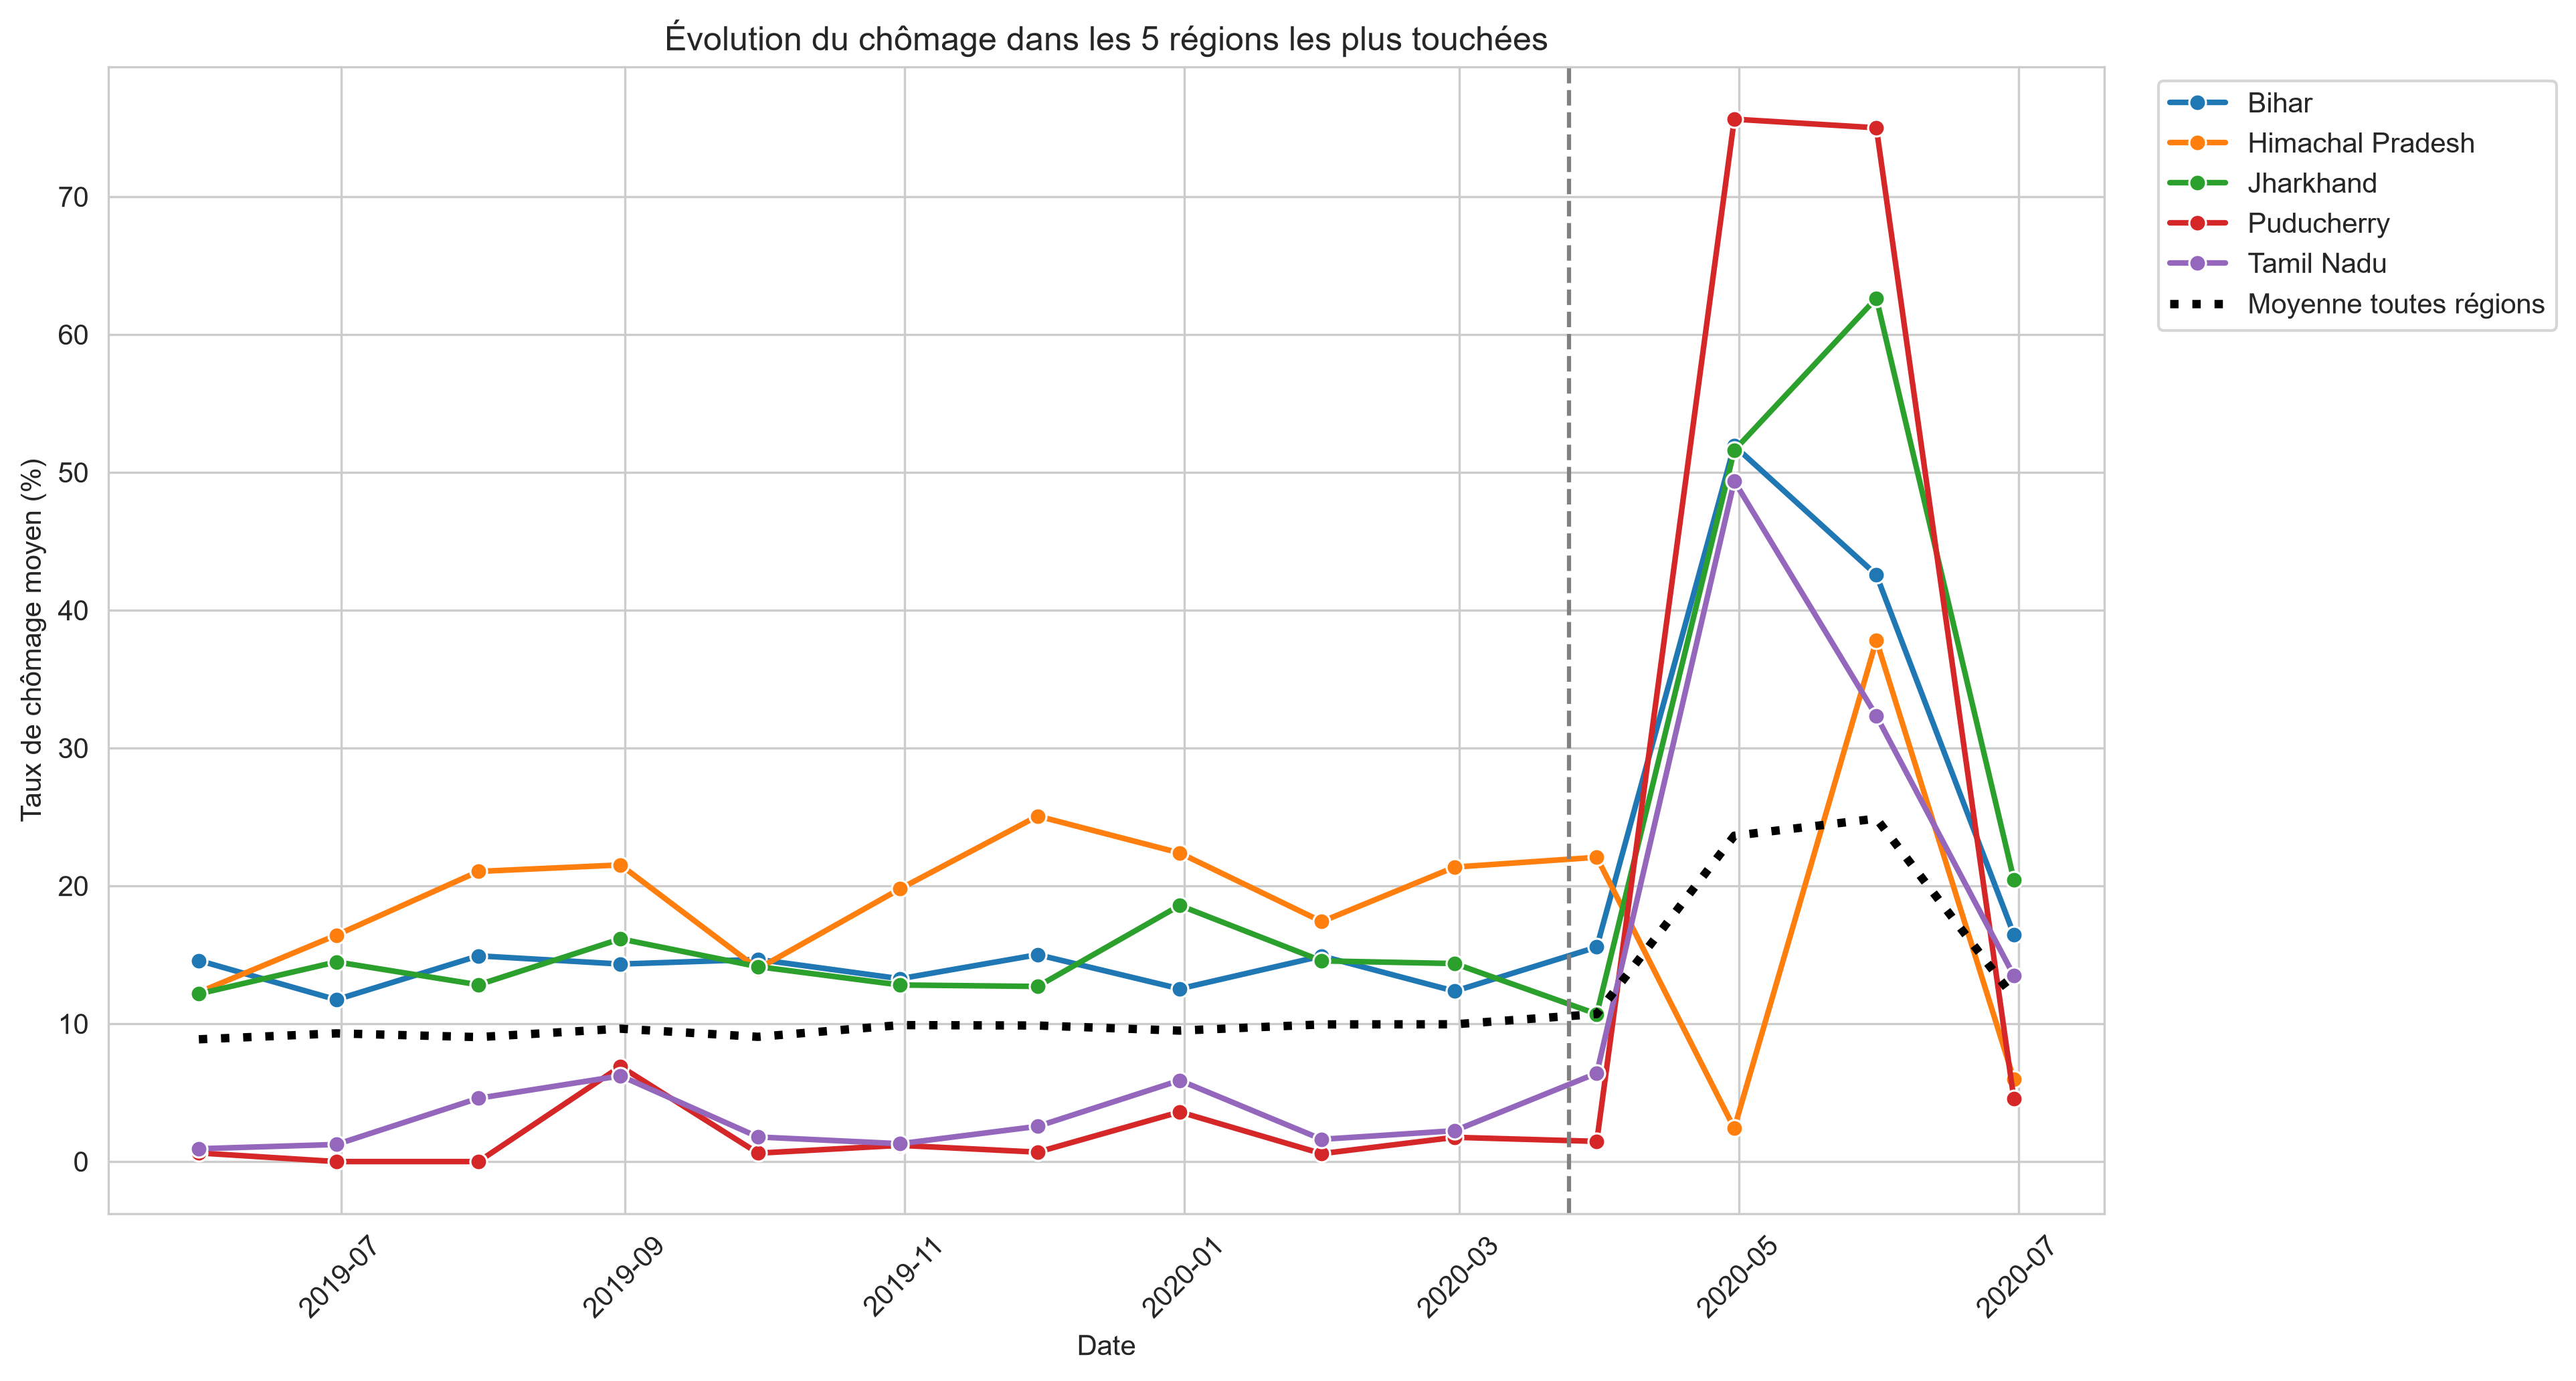 Évolution du chômage dans les 5 régions les plus touchées
Bihar
Himachal Pradesh
Jharkhand
Puducherry
Tamil Nadu
Moyenne toutes régions
Taux de chômage moyen (%)
70
60
50
40
30
20
10
0
2019-07
2019-09
2019-11
2020-01
2020-03
2020-05
2020-07
Date